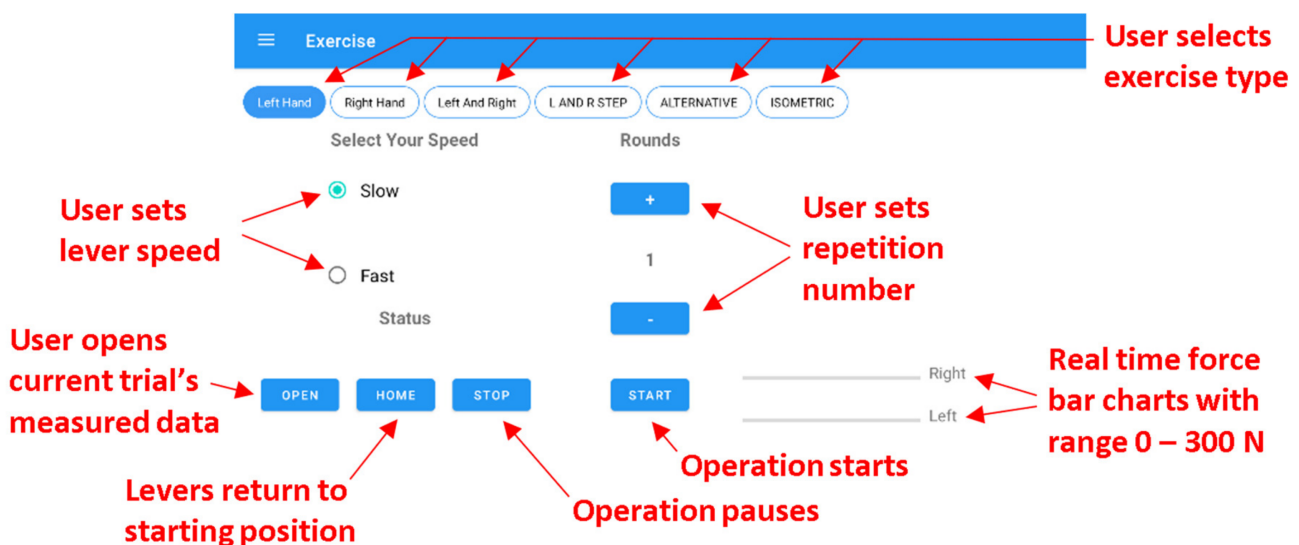 Exercise
User selects
exercise type
Left Hand
Right Hand
Left And Right
L AND R STEP
ALTERNATIVE
ISOMETRIC
Select Your Speed
Rounds
Slow
+
User sets
lever speed
User sets
repetition
number
1
Fast
Status
-
User opens
current trial's
measured data
OPEN
HOME
STOP
START
Right
Left
Real time force
bar charts with
range 0 – 300 N
Levers return to
starting position
Operation pauses
Operation starts